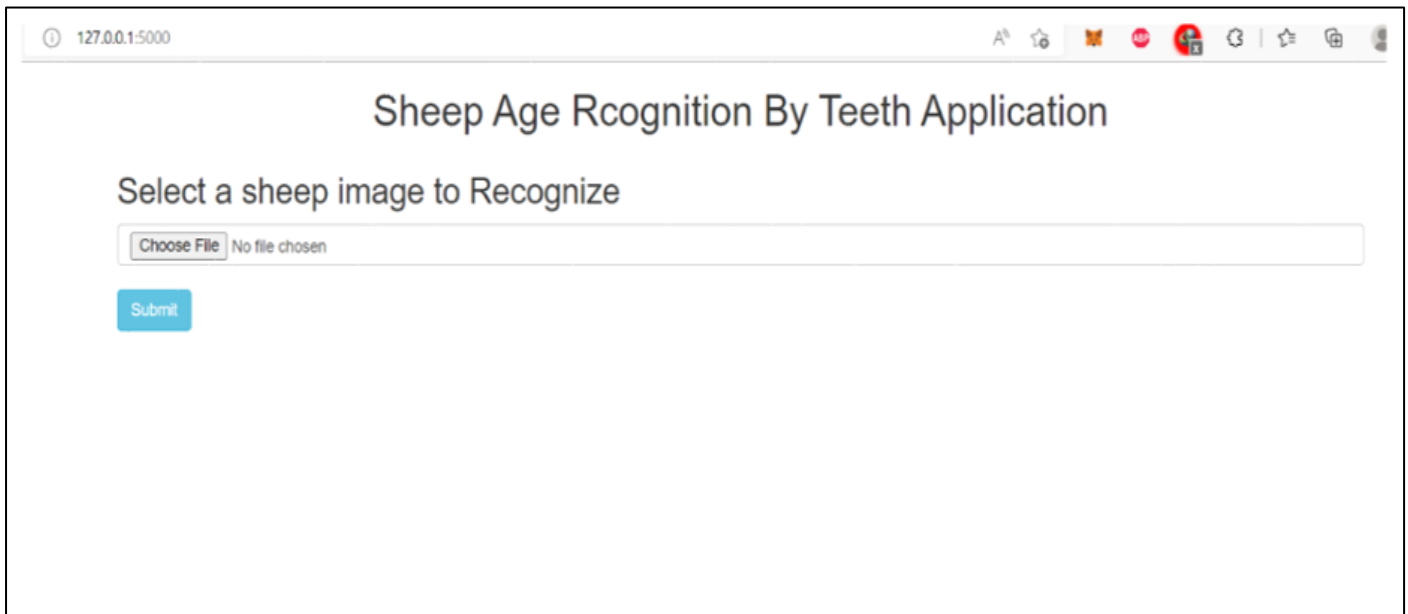 127.0.0.1:5000
Sheep Age Rcognition By Teeth Application
Select a sheep image to Recognize
Choose File No file chosen
Submit